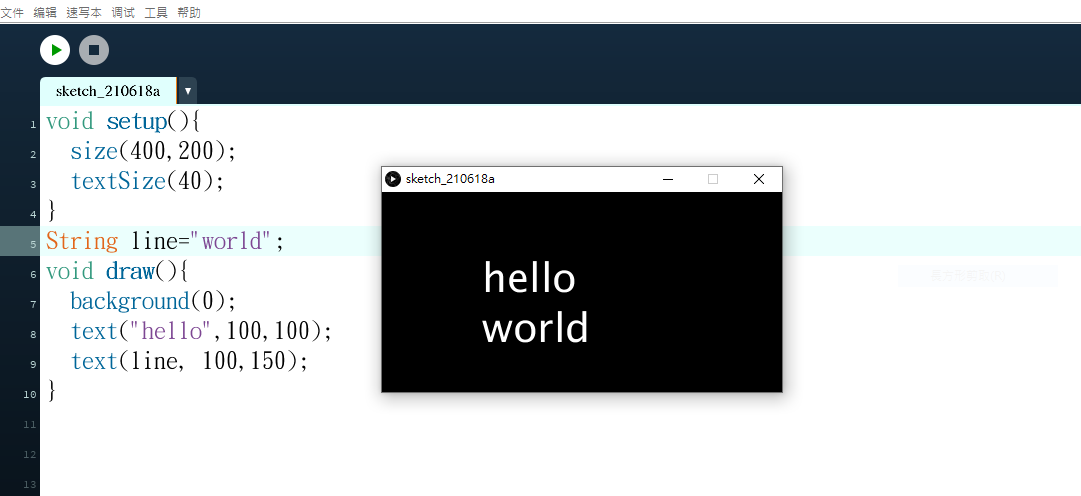 文件 编辑 速写本 调试 工具 帮助
sketch_210618a
1 void setup(){
2 size(400,200);
3 textSize(40);
4 }
5 String line="world";
6 void draw(){
7 background(0);
8 text("hello",100,100);
9 text(line, 100,150);
10 }
11
12
13
sketch_210618a
hello
world